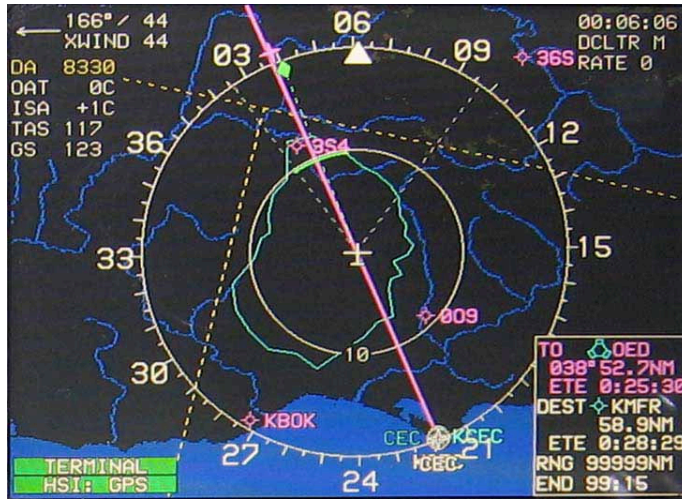 166°/ 44
XWIND 44
DA 8330
OAT 0C
ISA +1C
TAS 117
GS 123
00:06:06
DCLTR M
RATE 0
03
06
09
36S
12
36
3S4
15
33
009
10
30
KBOK
27
24
21
CEC
KCEC
CEC
TO OED
038° 52.7NM
ETE 0:25:30
DEST KMFR
58.9NM
ETE 0:28:29
RNG 99999NM
END 99:15
TERMINAL
HSI: GPS